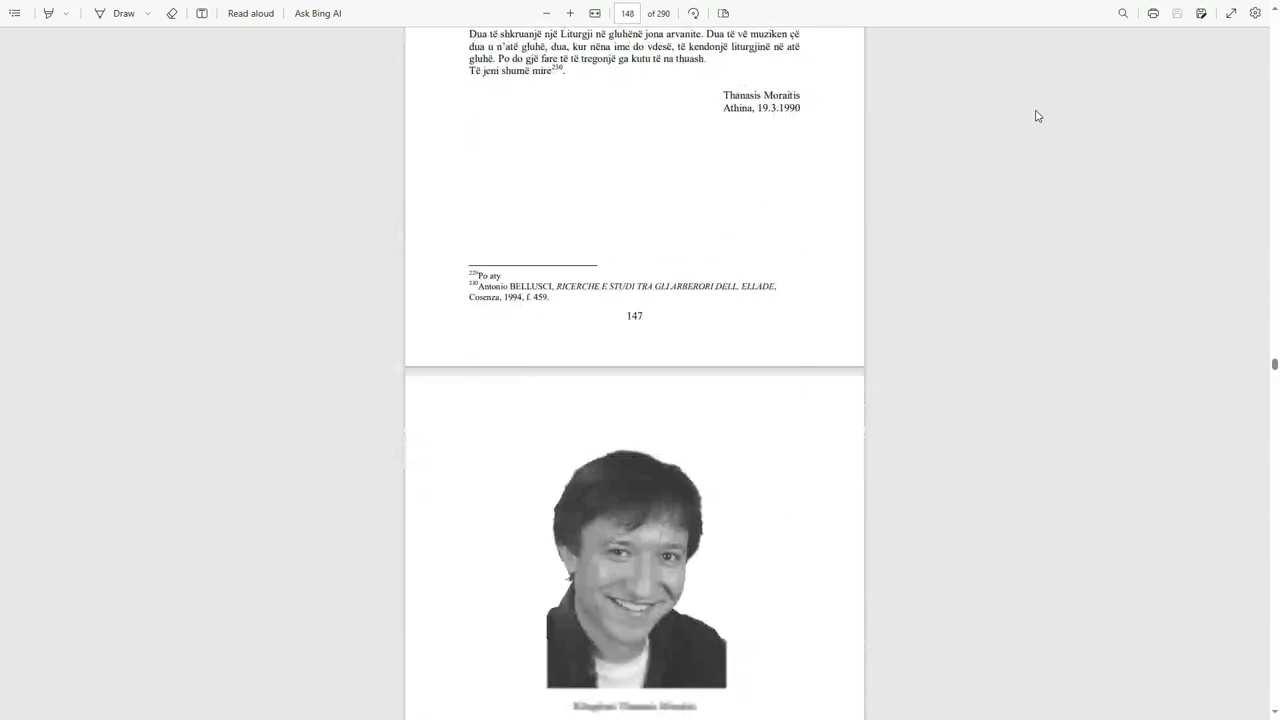 Draw
Read aloud
Ask Bing AI
148 of 290
Dua të shkruanjë një Liturgji në gluhënë jona arvanite. Dua të vë muziken çë
dua u n'atë gluhë, dua, kur nëna ime do vdesë, të kendonjë liturgjinë në atë
gluhë. Po do gjë fare të të tregonjë ga kutu të na thuash.
Të jeni shumë mire230.
Thanasis Moraitis
Athina, 19.3.1990
229Po aty
230Antonio BELLUSCI, RICERCHE E STUDI TRA GLI ARBERORI DELL, ELLADE,
Cosenza, 1994, f. 459.
147
Thanasis Moraitis